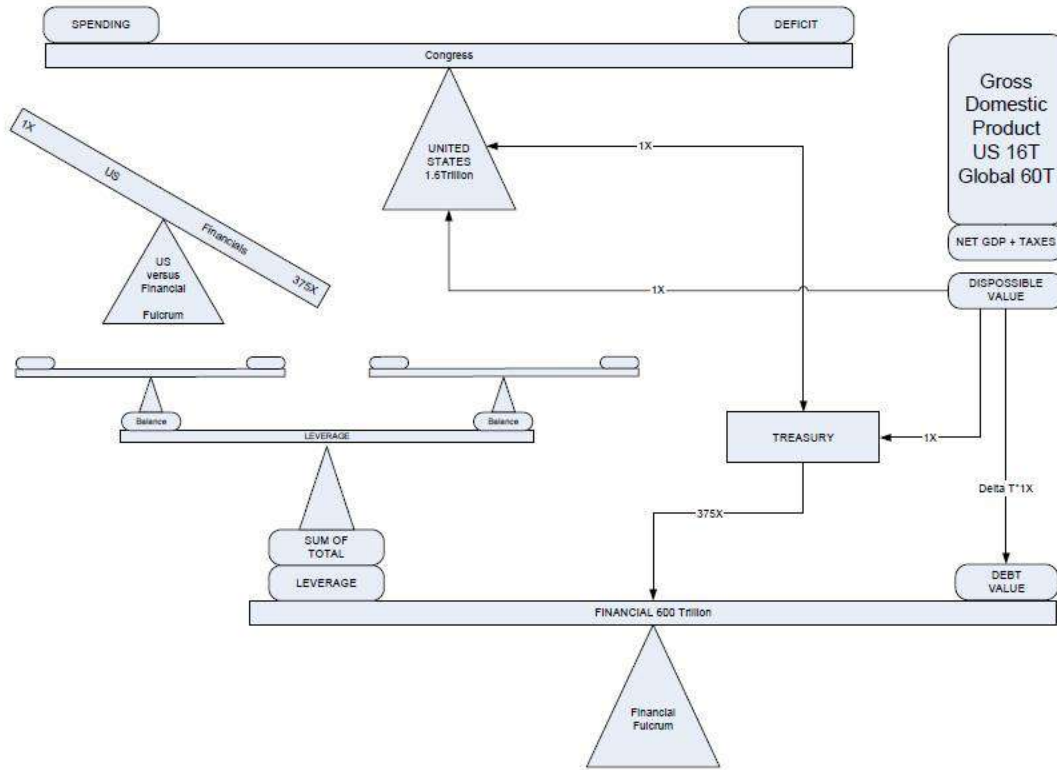 SPENDING
DEFICIT
Congress
Gross
Domestic
Product
US 16T
Global 60T
UNITED
STATES
1.6Trillion
1X
1X
US
Financials
375X
NET GDP + TAXES
US
versus
Financial
Fulcrum
1X
DISPOSSIBLE
VALUE
Balance
Balance
LEVERAGE
TREASURY
1X
Delta T*1X
375X
SUM OF
TOTAL
LEVERAGE
DEBT
VALUE
FINANCIAL 600 Trillion
Financial
Fulcrum